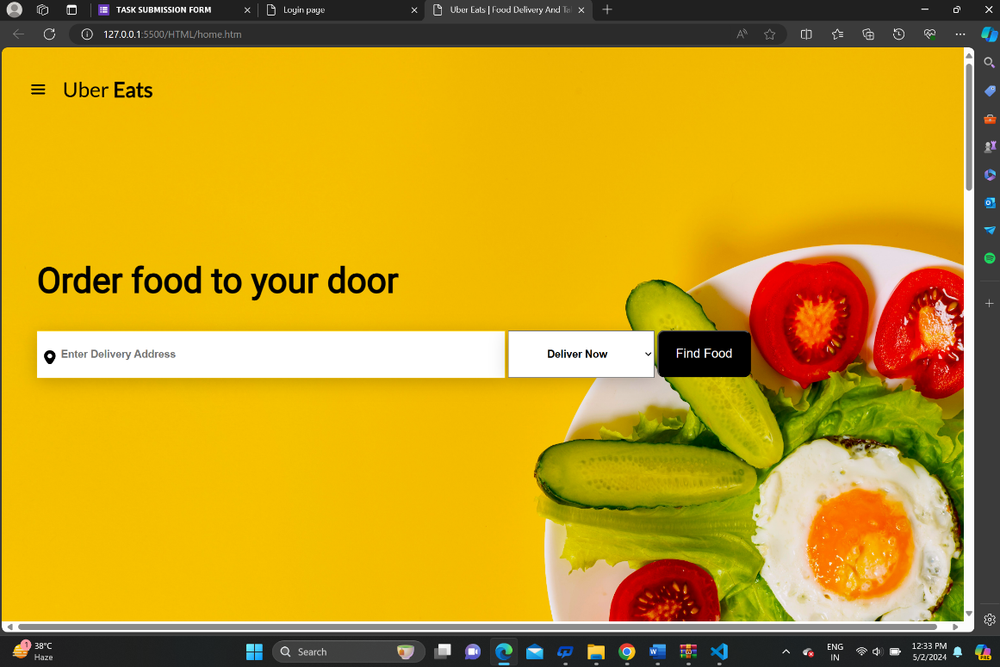 TASK SUBMISSION FORM
Login page
Uber Eats | Food Delivery And Ta
127.0.0.1:5500/HTML/home.htm
Uber Eats
Order food to your door
Enter Delivery Address
Deliver Now
Find Food
1
38°C
Haze
Search
ENG
IN
12:33 PM
5/2/2024
PRE